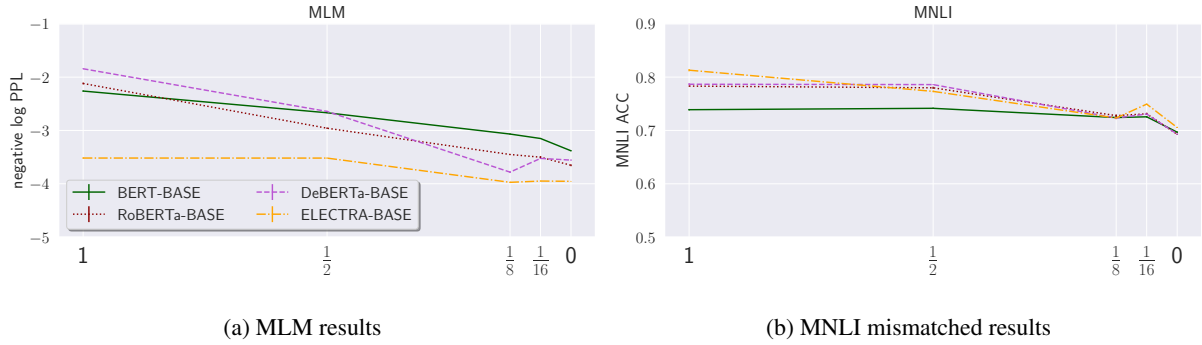 MLM
negative log PPL
−1
−2
−3
−4
−5
BERT-BASE
RoBERTa-BASE
DeBERTa-BASE
ELECTRA-BASE
1
1/2
1/8
1/16
0
(a) MLM results
MNLI
MNLI ACC
0.9
0.8
0.7
0.6
0.5
1
1/2
1/8
1/16
0
(b) MNLI mismatched results